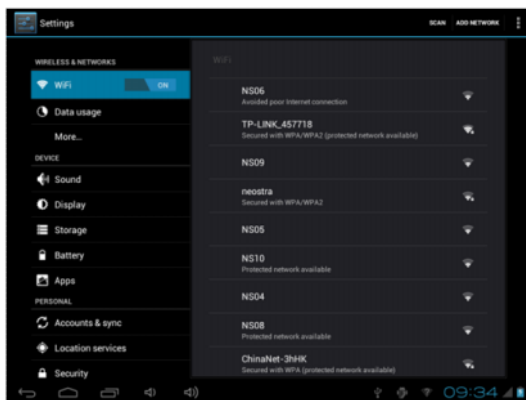 Settings
SCAN ADD NETWORK
WIRELESS & NETWORKS
WiFi ON
Data usage
More...
DEVICE
Sound
Display
Storage
Battery
Apps
PERSONAL
Accounts & sync
Location services
Security
WiFi
NS06
Avoided poor Internet connection
TP-LINK_457718
Secured with WPA/WPA2 (protected network available)
NS09
neostra
Secured with WPA/WPA2
NS05
NS10
Protected network available
NS04
NS08
Protected network available
ChinaNet-3hHK
Secured with WPA (protected network available)
09:34